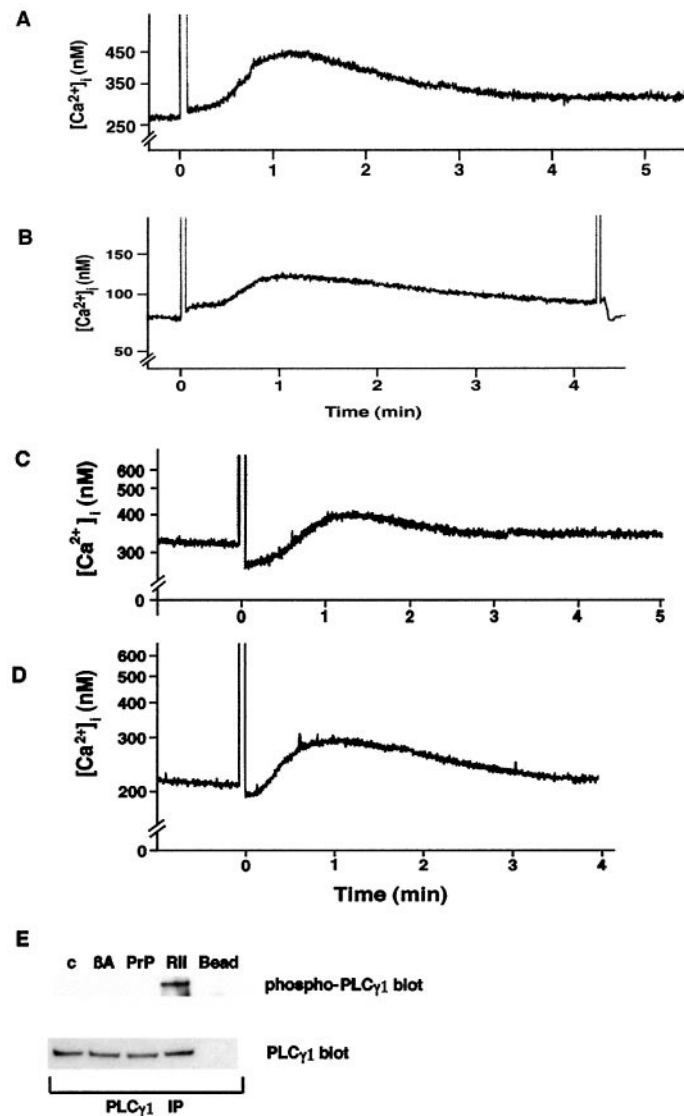 A
[Ca²⁺]ᵢ (nM)
450
350
250
0 1 2 3 4 5
B
[Ca²⁺]ᵢ (nM)
150
100
50
0 1 2 3 4
Time (min)
C
[Ca²⁺]ᵢ (nM)
600
500
400
300
0
0 1 2 3 4 5
D
[Ca²⁺]ᵢ (nM)
600
500
400
300
200
0
0 1 2 3 4
Time (min)
E
c βA PrP RII Bead
phospho-PLCγ1 blot
PLCγ1 blot
PLCγ1 IP